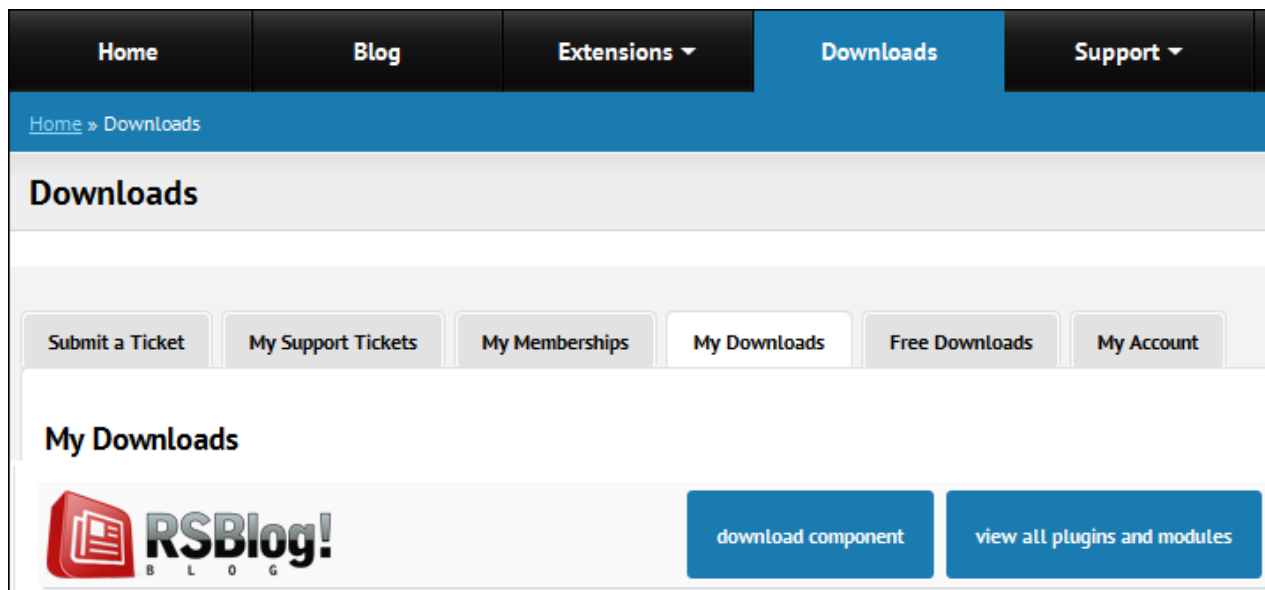 Home Blog Extensions Downloads Support
Home » Downloads
Downloads
Submit a Ticket My Support Tickets My Memberships My Downloads Free Downloads My Account
My Downloads
RSBlog! download component view all plugins and modules
BLOG